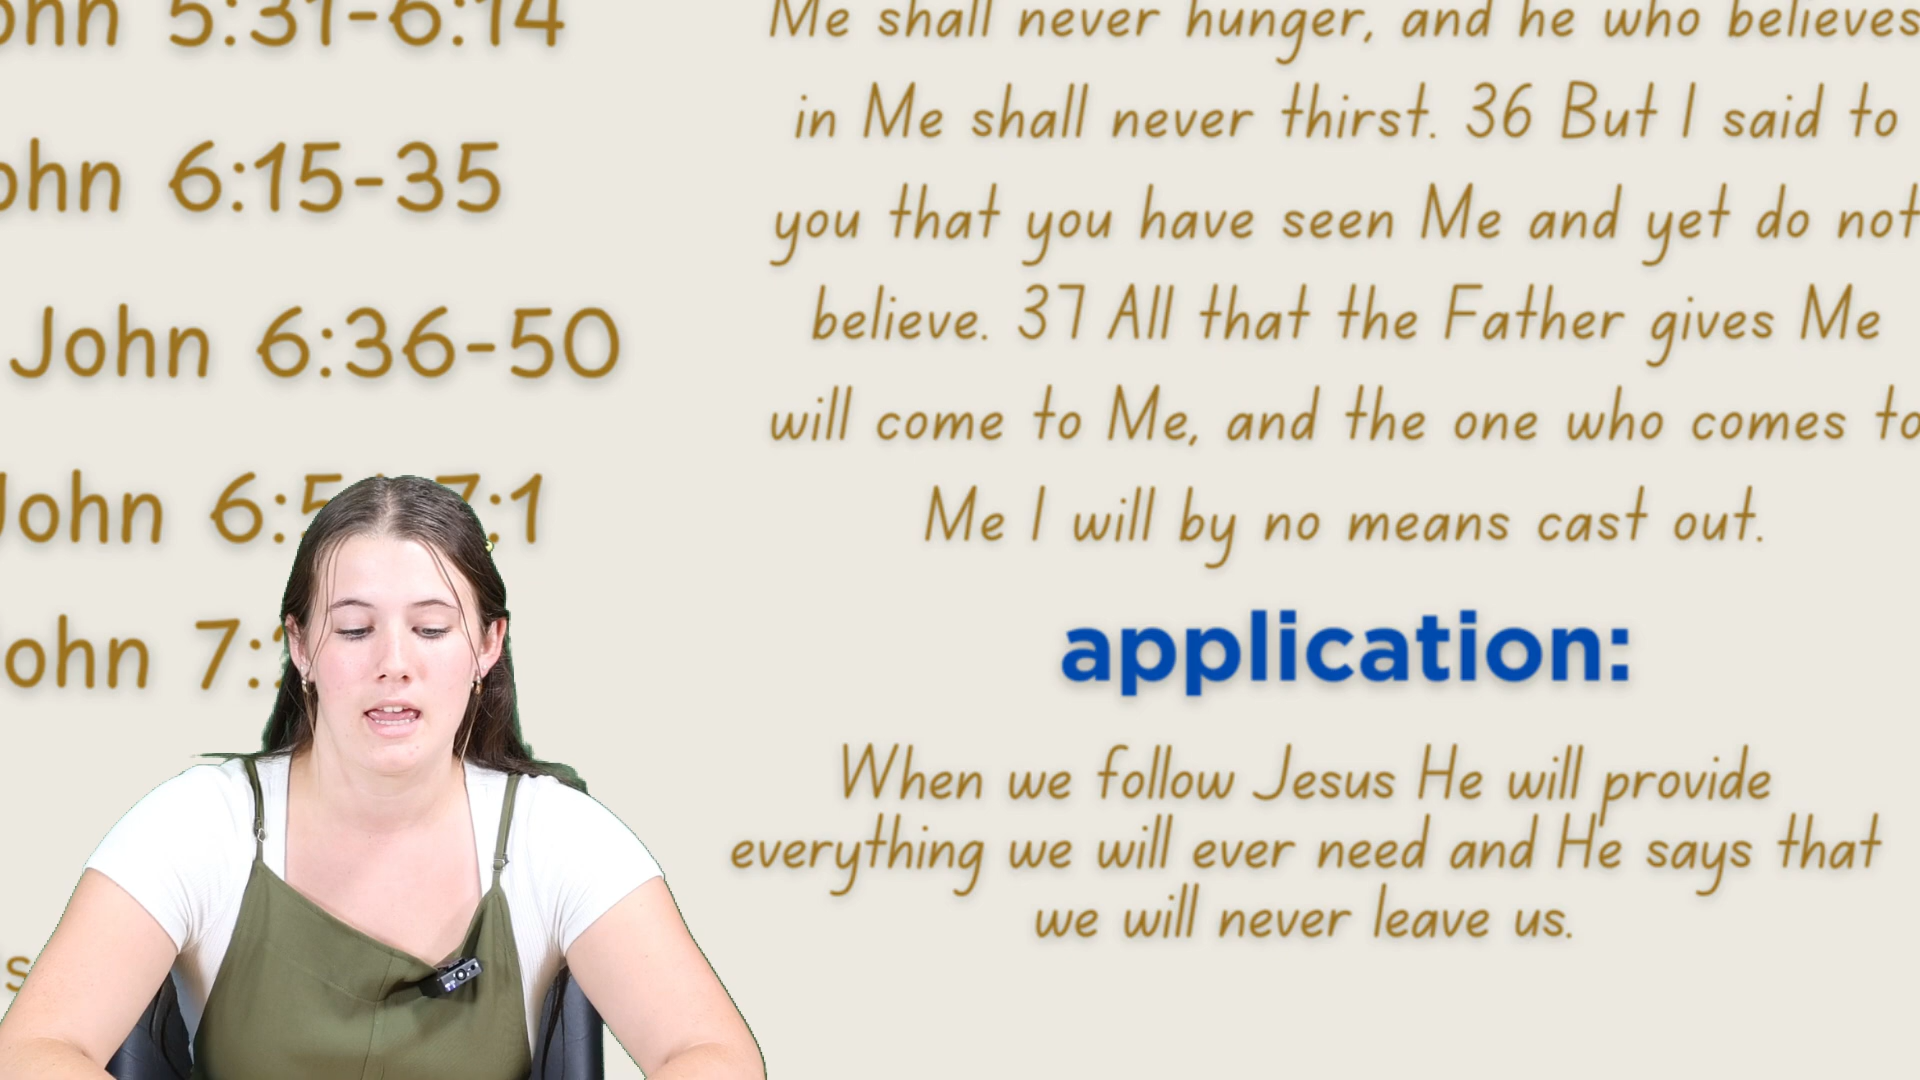 ohn 5:31-6:14
ohn 6:15-35
John 6:36-50
John 6:5 7:1
ohn 7:
Me shall never hunger, and he who believes
in Me shall never thirst. 36 But I said to
you that you have seen Me and yet do not
believe. 37 All that the Father gives Me
will come to Me, and the one who comes to
Me I will by no means cast out.
application:
When we follow Jesus He will provide
everything we will ever need and He says that
we will never leave us.